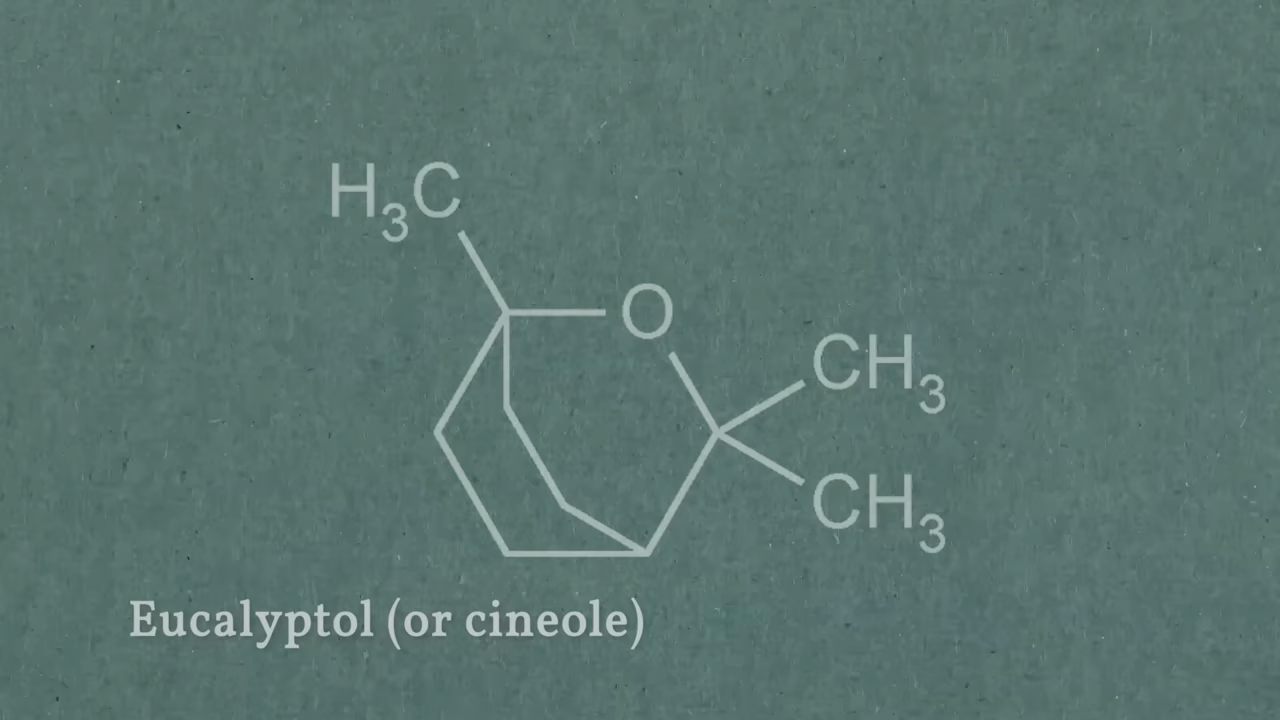 H₃C
O
CH₃
CH₃
Eucalyptol (or cineole)